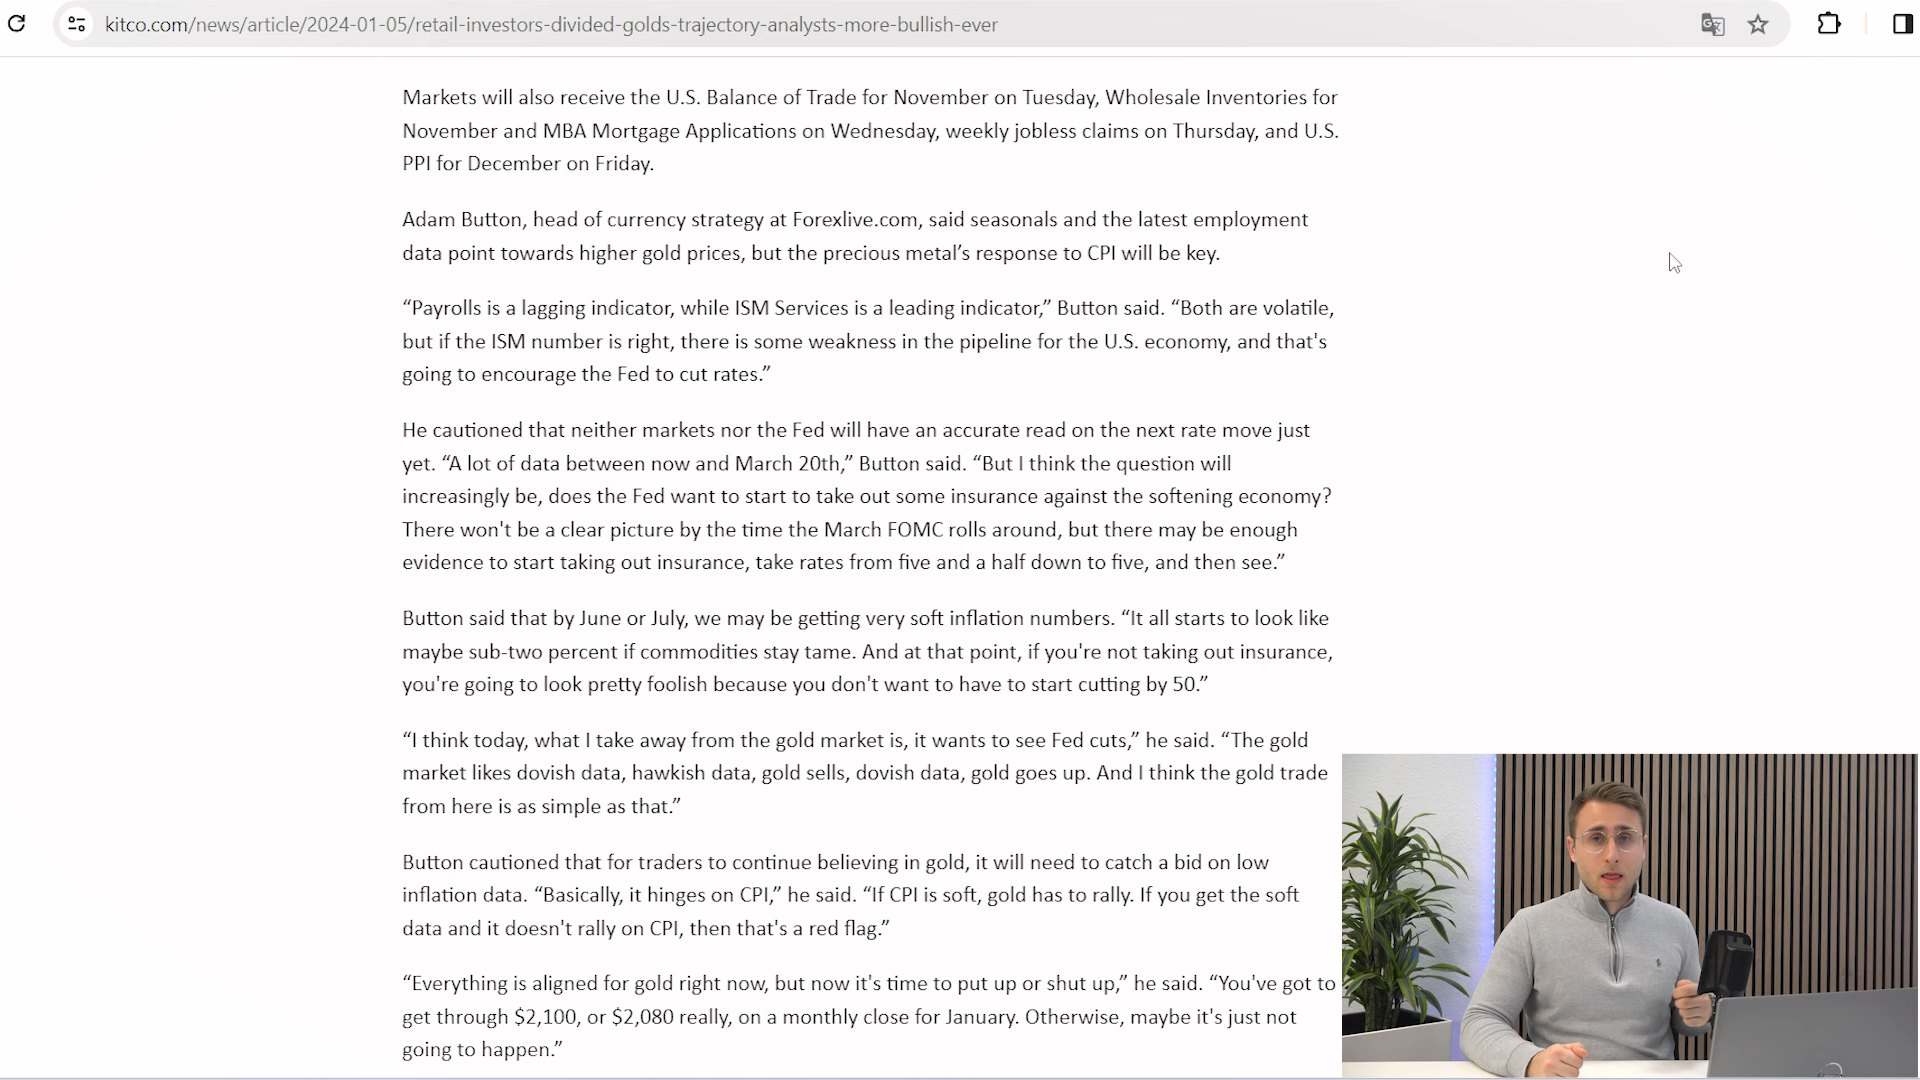 kitco.com/news/article/2024-01-05/retail-investors-divided-golds-trajectory-analysts-more-bullish-ever
Markets will also receive the U.S. Balance of Trade for November on Tuesday, Wholesale Inventories for
November and MBA Mortgage Applications on Wednesday, weekly jobless claims on Thursday, and U.S.
PPI for December on Friday.
Adam Button, head of currency strategy at Forexlive.com, said seasonals and the latest employment
data point towards higher gold prices, but the precious metal’s response to CPI will be key.
“Payrolls is a lagging indicator, while ISM Services is a leading indicator,” Button said. “Both are volatile,
but if the ISM number is right, there is some weakness in the pipeline for the U.S. economy, and that's
going to encourage the Fed to cut rates.”
He cautioned that neither markets nor the Fed will have an accurate read on the next rate move just
yet. “A lot of data between now and March 20th,” Button said. “But I think the question will
increasingly be, does the Fed want to start to take out some insurance against the softening economy?
There won't be a clear picture by the time the March FOMC rolls around, but there may be enough
evidence to start taking out insurance, take rates from five and a half down to five, and then see.”
Button said that by June or July, we may be getting very soft inflation numbers. “It all starts to look like
maybe sub-two percent if commodities stay tame. And at that point, if you're not taking out insurance,
you're going to look pretty foolish because you don't want to have to start cutting by 50.”
“I think today, what I take away from the gold market is, it wants to see Fed cuts,” he said. “The gold
market likes dovish data, hawkish data, gold sells, dovish data, gold goes up. And I think the gold trade
from here is as simple as that.”
Button cautioned that for traders to continue believing in gold, it will need to catch a bid on low
inflation data. “Basically, it hinges on CPI,” he said. “If CPI is soft, gold has to rally. If you get the soft
data and it doesn't rally on CPI, then that's a red flag.”
“Everything is aligned for gold right now, but now it's time to put up or shut up,” he said. “You've got to
get through $2,100, or $2,080 really, on a monthly close for January. Otherwise, maybe it's just not
going to happen.”